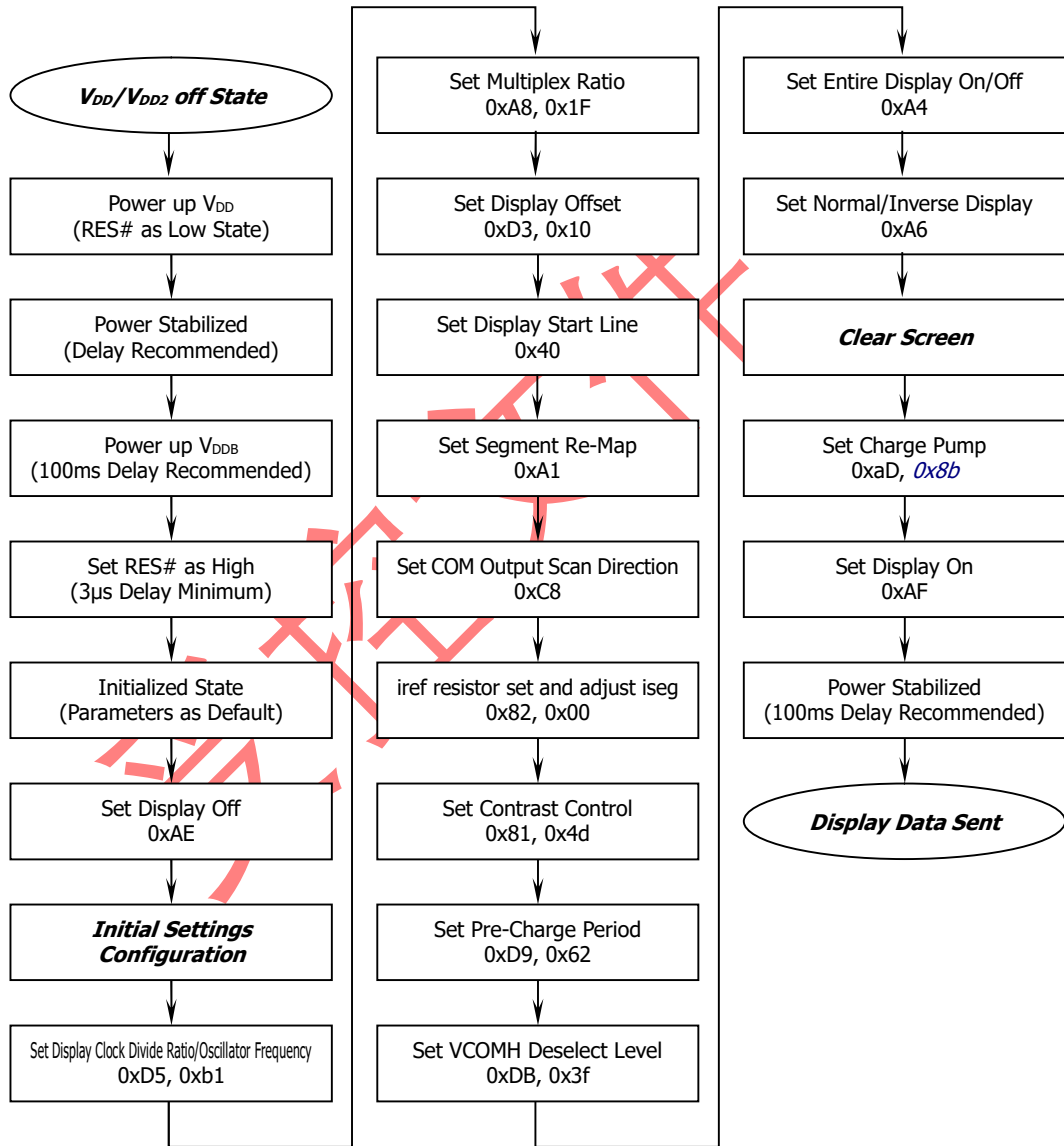 VDD/VDD2 off State
Power up VDD
(RES# as Low State)
Power Stabilized
(Delay Recommended)
Power up VDDB
(100ms Delay Recommended)
Set RES# as High
(3μs Delay Minimum)
Initialized State
(Parameters as Default)
Set Display Off
0xAE
Initial Settings
Configuration
Set Display Clock Divide Ratio/Oscillator Frequency
0xD5, 0xb1
Set Multiplex Ratio
0xA8, 0x1F
Set Display Offset
0xD3, 0x10
Set Display Start Line
0x40
Set Segment Re-Map
0xA1
Set COM Output Scan Direction
0xC8
iref resistor set and adjust iseg
0x82, 0x00
Set Contrast Control
0x81, 0x4d
Set Pre-Charge Period
0xD9, 0x62
Set VCOMH Deselect Level
0xDB, 0x3f
Set Entire Display On/Off
0xA4
Set Normal/Inverse Display
0xA6
Clear Screen
Set Charge Pump
0xaD, 0x8b
Set Display On
0xAF
Power Stabilized
(100ms Delay Recommended)
Display Data Sent